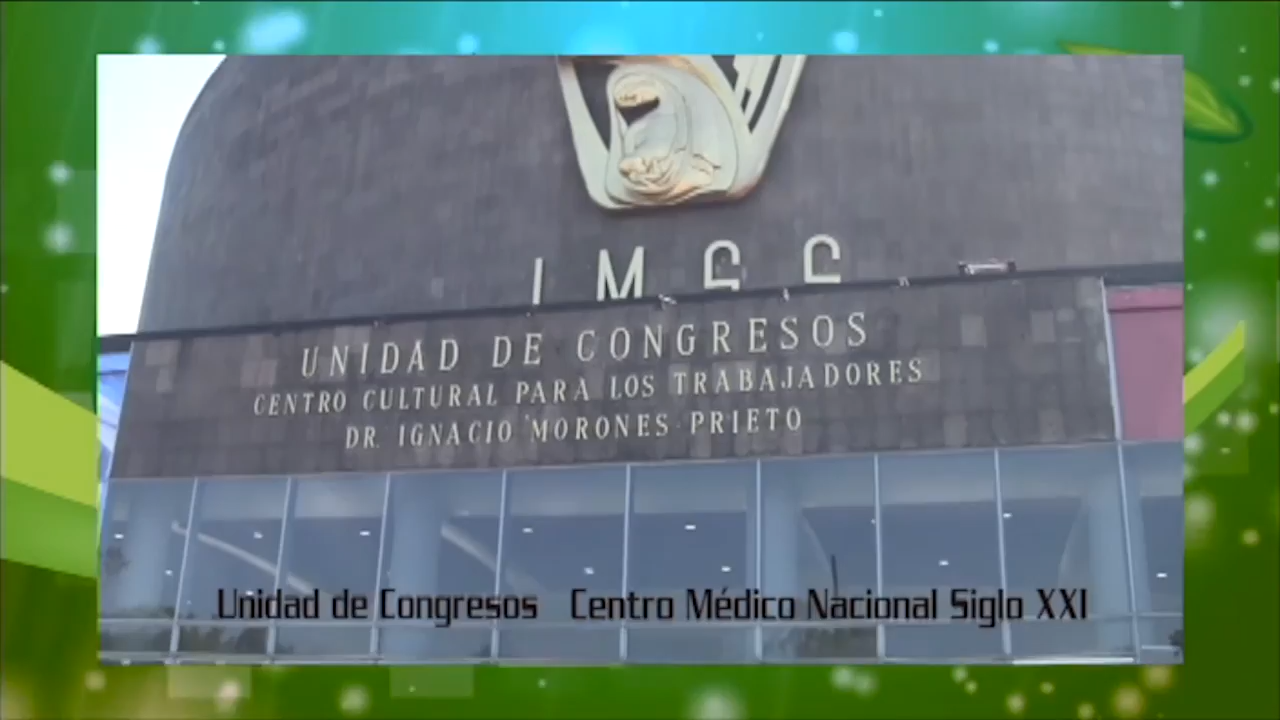 IMSS
UNIDAD DE CONGRESOS
CENTRO CULTURAL PARA LOS TRABAJADORES
DR. IGNACIO MORONES PRIETO
Unidad de Congresos Centro Médico Nacional Siglo XXI